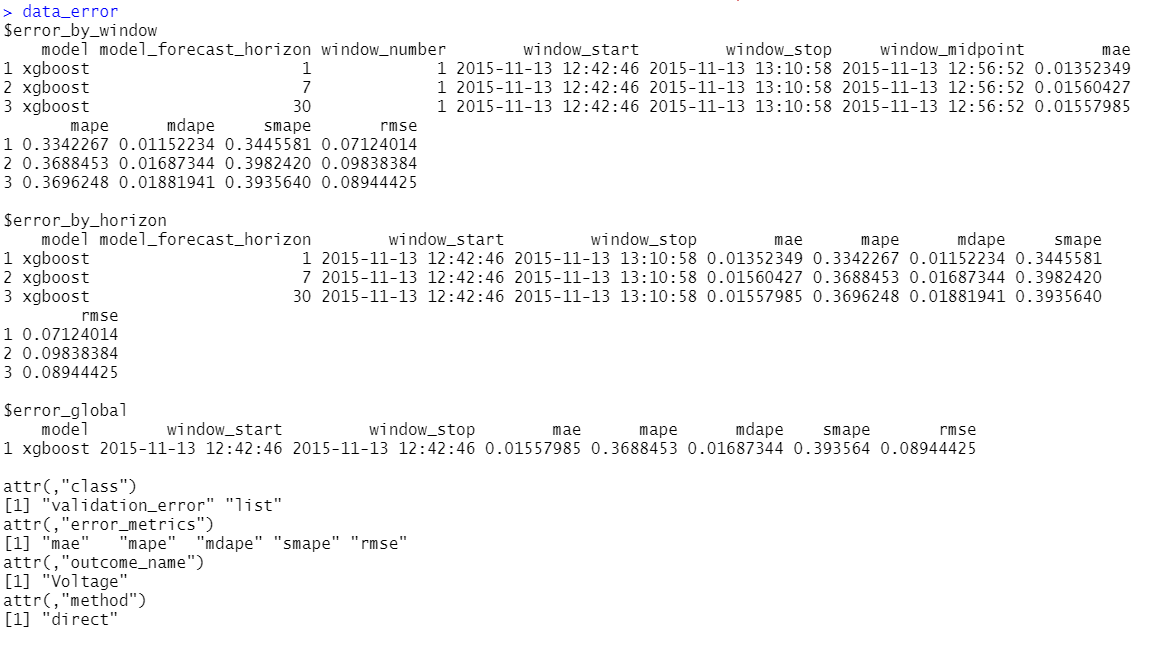 > data_error
$error_by_window
    model model_forecast_horizon window_number        window_start         window_stop     window_midpoint        mae
1 xgboost                      1             1 2015-11-13 12:42:46 2015-11-13 13:10:58 2015-11-13 12:56:52 0.01352349
2 xgboost                      7             1 2015-11-13 12:42:46 2015-11-13 13:10:58 2015-11-13 12:56:52 0.01560427
3 xgboost                     30             1 2015-11-13 12:42:46 2015-11-13 13:10:58 2015-11-13 12:56:52 0.01557985
       mape      mdape     smape       rmse
1 0.3342267 0.01152234 0.3445581 0.07124014
2 0.3688453 0.01687344 0.3982420 0.09838384
3 0.3696248 0.01881941 0.3935640 0.08944425

$error_by_horizon
    model model_forecast_horizon        window_start         window_stop        mae      mape      mdape     smape
1 xgboost                      1 2015-11-13 12:42:46 2015-11-13 13:10:58 0.01352349 0.3342267 0.01152234 0.3445581
2 xgboost                      7 2015-11-13 12:42:46 2015-11-13 13:10:58 0.01560427 0.3688453 0.01687344 0.3982420
3 xgboost                     30 2015-11-13 12:42:46 2015-11-13 13:10:58 0.01557985 0.3696248 0.01881941 0.3935640
        rmse
1 0.07124014
2 0.09838384
3 0.08944425

$error_global
    model        window_start         window_stop        mae      mape      mdape    smape       rmse
1 xgboost 2015-11-13 12:42:46 2015-11-13 12:42:46 0.01557985 0.3688453 0.01687344 0.393564 0.08944425

attr(,"class")
[1] "validation_error" "list"
attr(,"error_metrics")
[1] "mae"   "mape"  "mdape" "smape" "rmse"
attr(,"outcome_name")
[1] "Voltage"
attr(,"method")
[1] "direct"